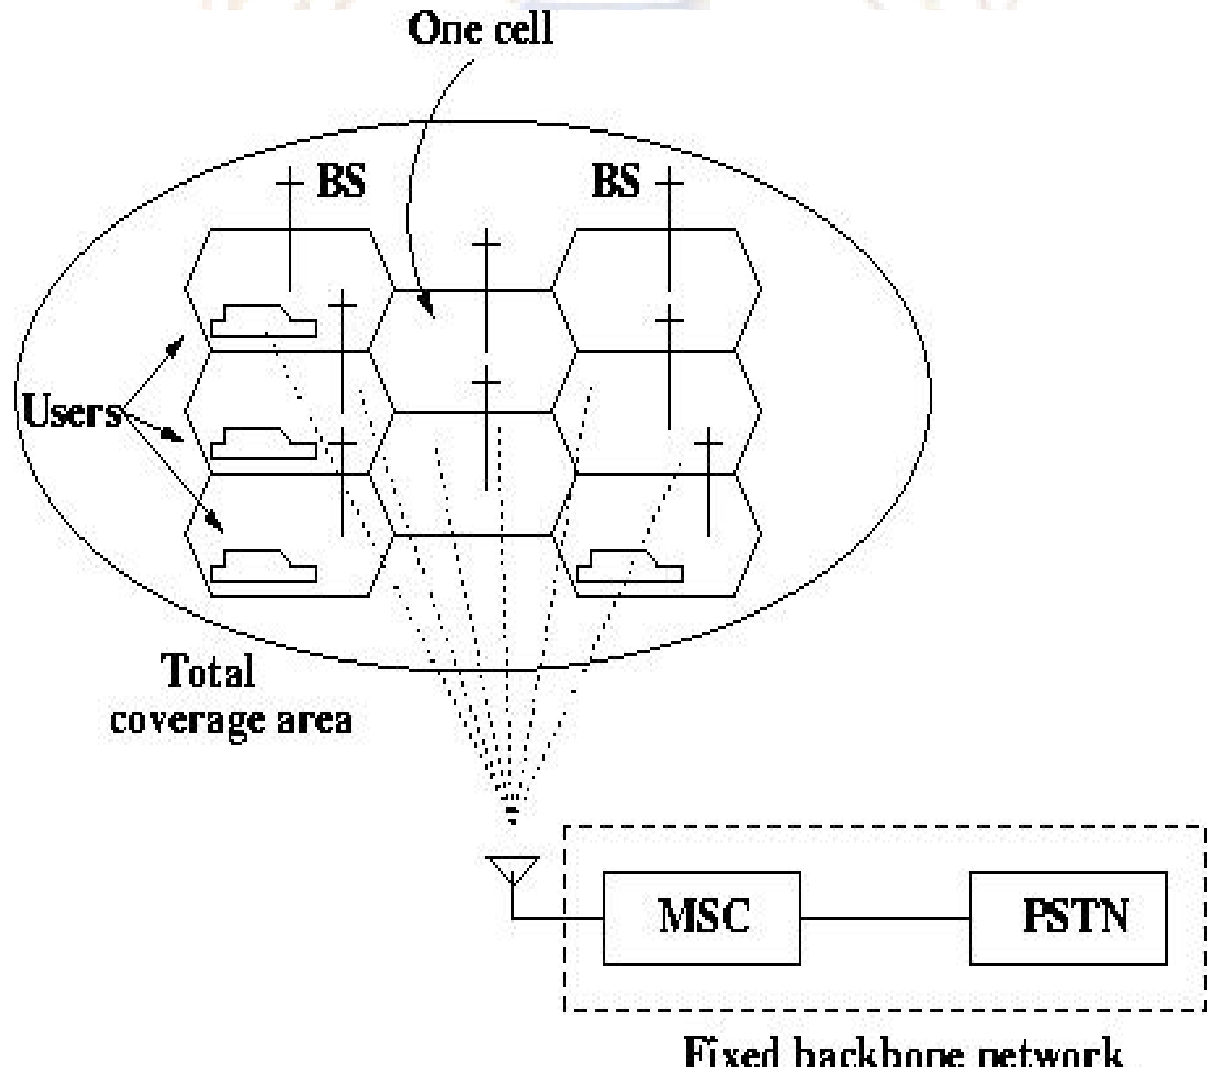 One cell
BS
BS
Users
Total
coverage area
MSC
PSTN
Fixed backbone network